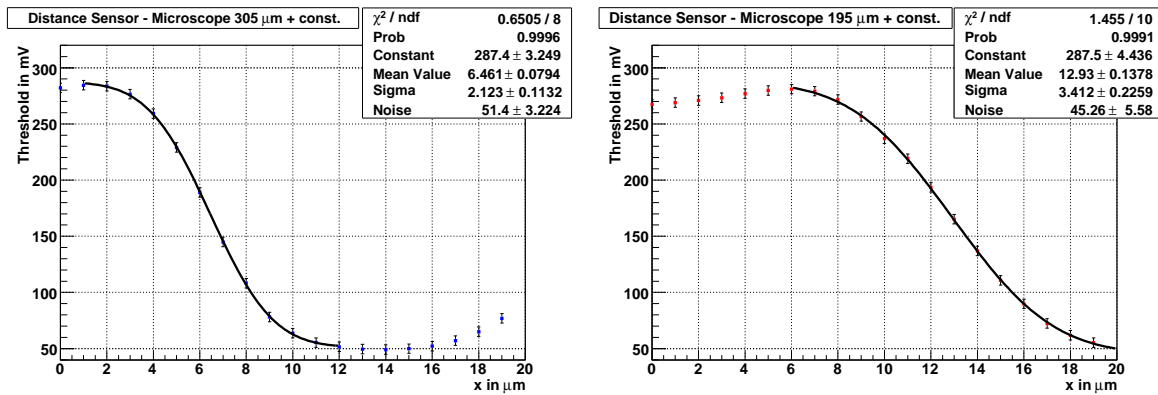 Distance Sensor - Microscope 305 μm + const.
χ² / ndf 0.6505 / 8
Prob 0.9996
Constant 287.4 ± 3.249
Mean Value 6.461 ± 0.0794
Sigma 2.123 ± 0.1132
Noise 51.4 ± 3.224
Threshold in mV
300
250
200
150
100
50
0 2 4 6 8 10 12 14 16 18 20
x in μm
Distance Sensor - Microscope 195 μm + const.
χ² / ndf 1.455 / 10
Prob 0.9991
Constant 287.5 ± 4.436
Mean Value 12.93 ± 0.1378
Sigma 3.412 ± 0.2259
Noise 45.26 ± 5.58
Threshold in mV
300
250
200
150
100
50
0 2 4 6 8 10 12 14 16 18 20
x in μm